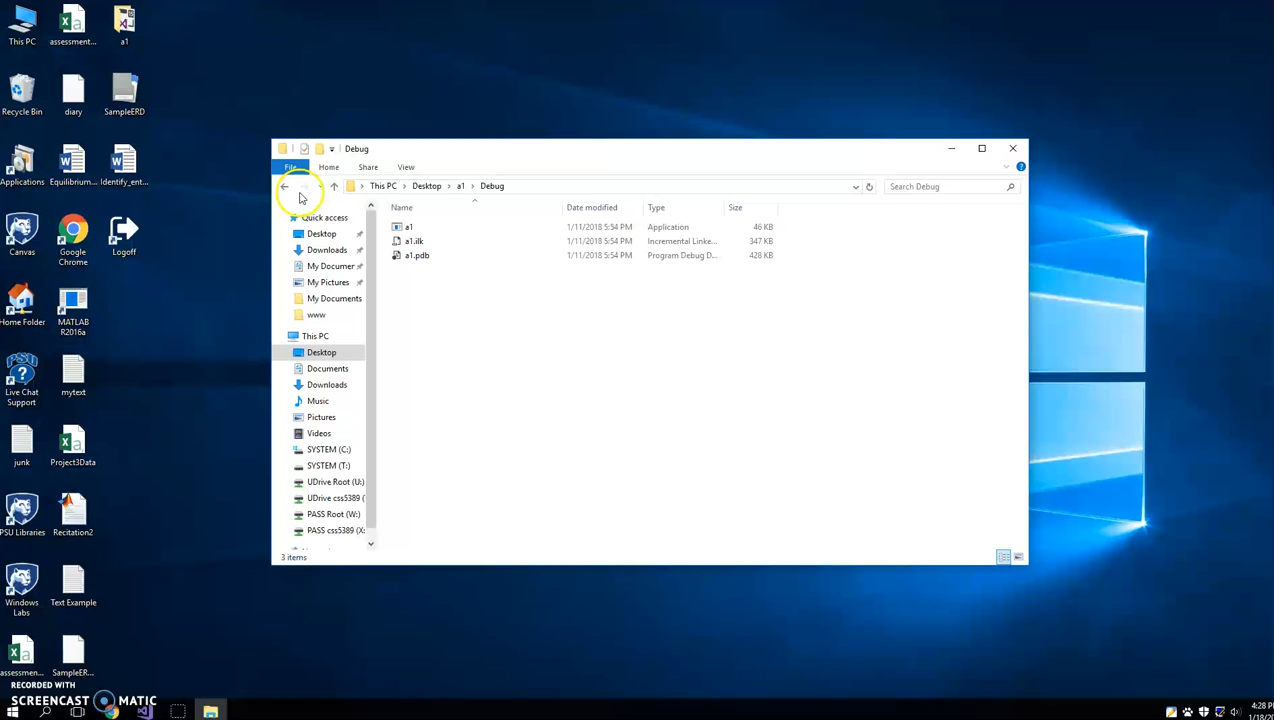 This PC
assessment...
a1
Recycle Bin
diary
SampleERD
Applications
Equilibrium...
Identify_ent...
Canvas
Google
Chrome
Logoff
Home Folder
MATLAB
R2016a
Live Chat
Support
mytext
junk
Project3Data
PSU Libraries
Recitation2
Windows
Labs
Text Example
assessmen...
SampleER...
Debug
File Home Share View
This PC > Desktop > a1 > Debug
Search Debug
Name Date modified Type Size
a1 1/11/2018 5:54 PM Application 46 KB
a1.ilk 1/11/2018 5:54 PM Incremental Linke... 347 KB
a1.pdb 1/11/2018 5:54 PM Program Debug D... 428 KB
Quick access
Desktop
Downloads
My Documer
My Pictures
My Documents
www
This PC
Desktop
Documents
Downloads
Music
Pictures
Videos
SYSTEM (C:)
SYSTEM (T:)
UDrive Root (U:)
UDrive css5389 (
PASS Root (W:)
PASS css5389 (X:
3 items
RECORDED WITH
SCREENCAST MATIC
4:28 PM
1/18/20